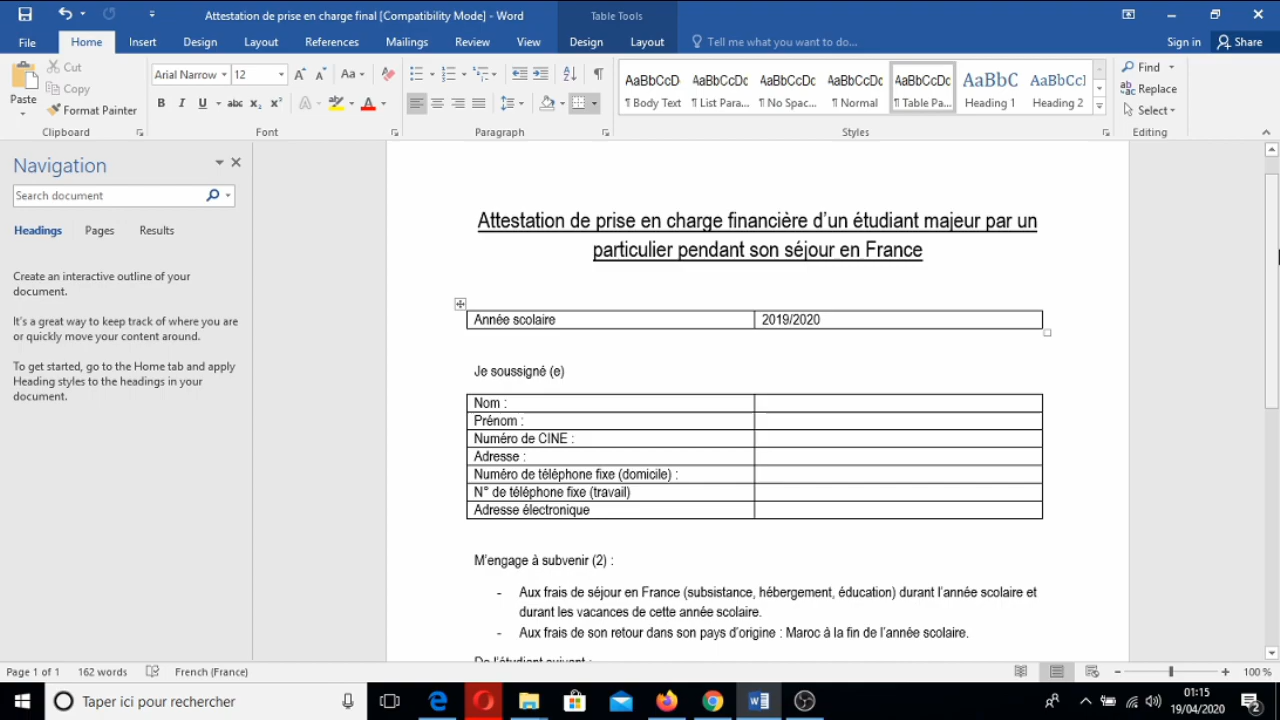 Attestation de prise en charge final [Compatibility Mode] - Word
Table Tools
File Home Insert Design Layout References Mailings Review View Design Layout Tell me what you want to do... Sign in Share
Paste
Cut
Copy
Format Painter
Clipboard
Arial Narrow 12
Font
Paragraph
AaBbCcD AaBbCcDc AaBbCcDc AaBbCcDc AaBbCcDc AaBbC AaBbCcI
¶ Body Text ¶ List Para... ¶ No Spac... ¶ Normal ¶ Table Pa... Heading 1 Heading 2
Styles
Find
Replace
Select
Editing
Navigation
Search document
Headings Pages Results
Create an interactive outline of your
document.
It's a great way to keep track of where you are
or quickly move your content around.
To get started, go to the Home tab and apply
Heading styles to the headings in your
document.
Attestation de prise en charge financière d'un étudiant majeur par un
particulier pendant son séjour en France
Année scolaire 2019/2020
Je soussigné (e)
Nom :
Prénom :
Numéro de CINE :
Adresse :
Numéro de téléphone fixe (domicile) :
N° de téléphone fixe (travail)
Adresse électronique
M'engage à subvenir (2) :
- Aux frais de séjour en France (subsistance, hébergement, éducation) durant l'année scolaire et
durant les vacances de cette année scolaire.
- Aux frais de son retour dans son pays d'origine : Maroc à la fin de l'année scolaire.
De l'étudiant suivant :
Page 1 of 1 162 words French (France) 100 %
Taper ici pour rechercher
01:15
19/04/2020
2